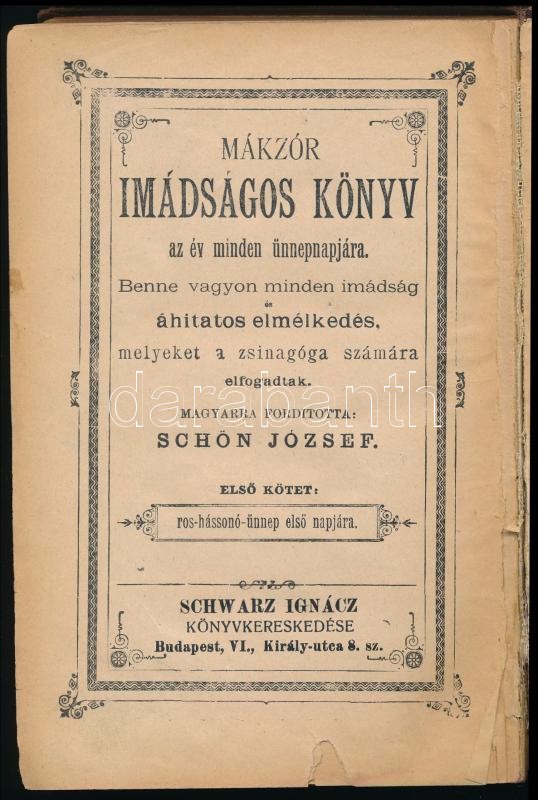 MÁKZÓR
IMÁDSÁGOS KÖNYV
az év minden ünnepnapjára.
Benne vagyon minden imádság
és
áhitatos elmélkedés,
melyeket a zsinagóga számára
elfogadtak.
darabanth
MAGYARRA FORDITOTTA:
SCHÖN JÓZSEF.
ELSŐ KÖTET:
ros-hássonó-ünnep első napjára.
SCHWARZ IGNÁCZ
KÖNYVKERESKEDÉSE
Budapest, VI., Király-utca 8. sz.